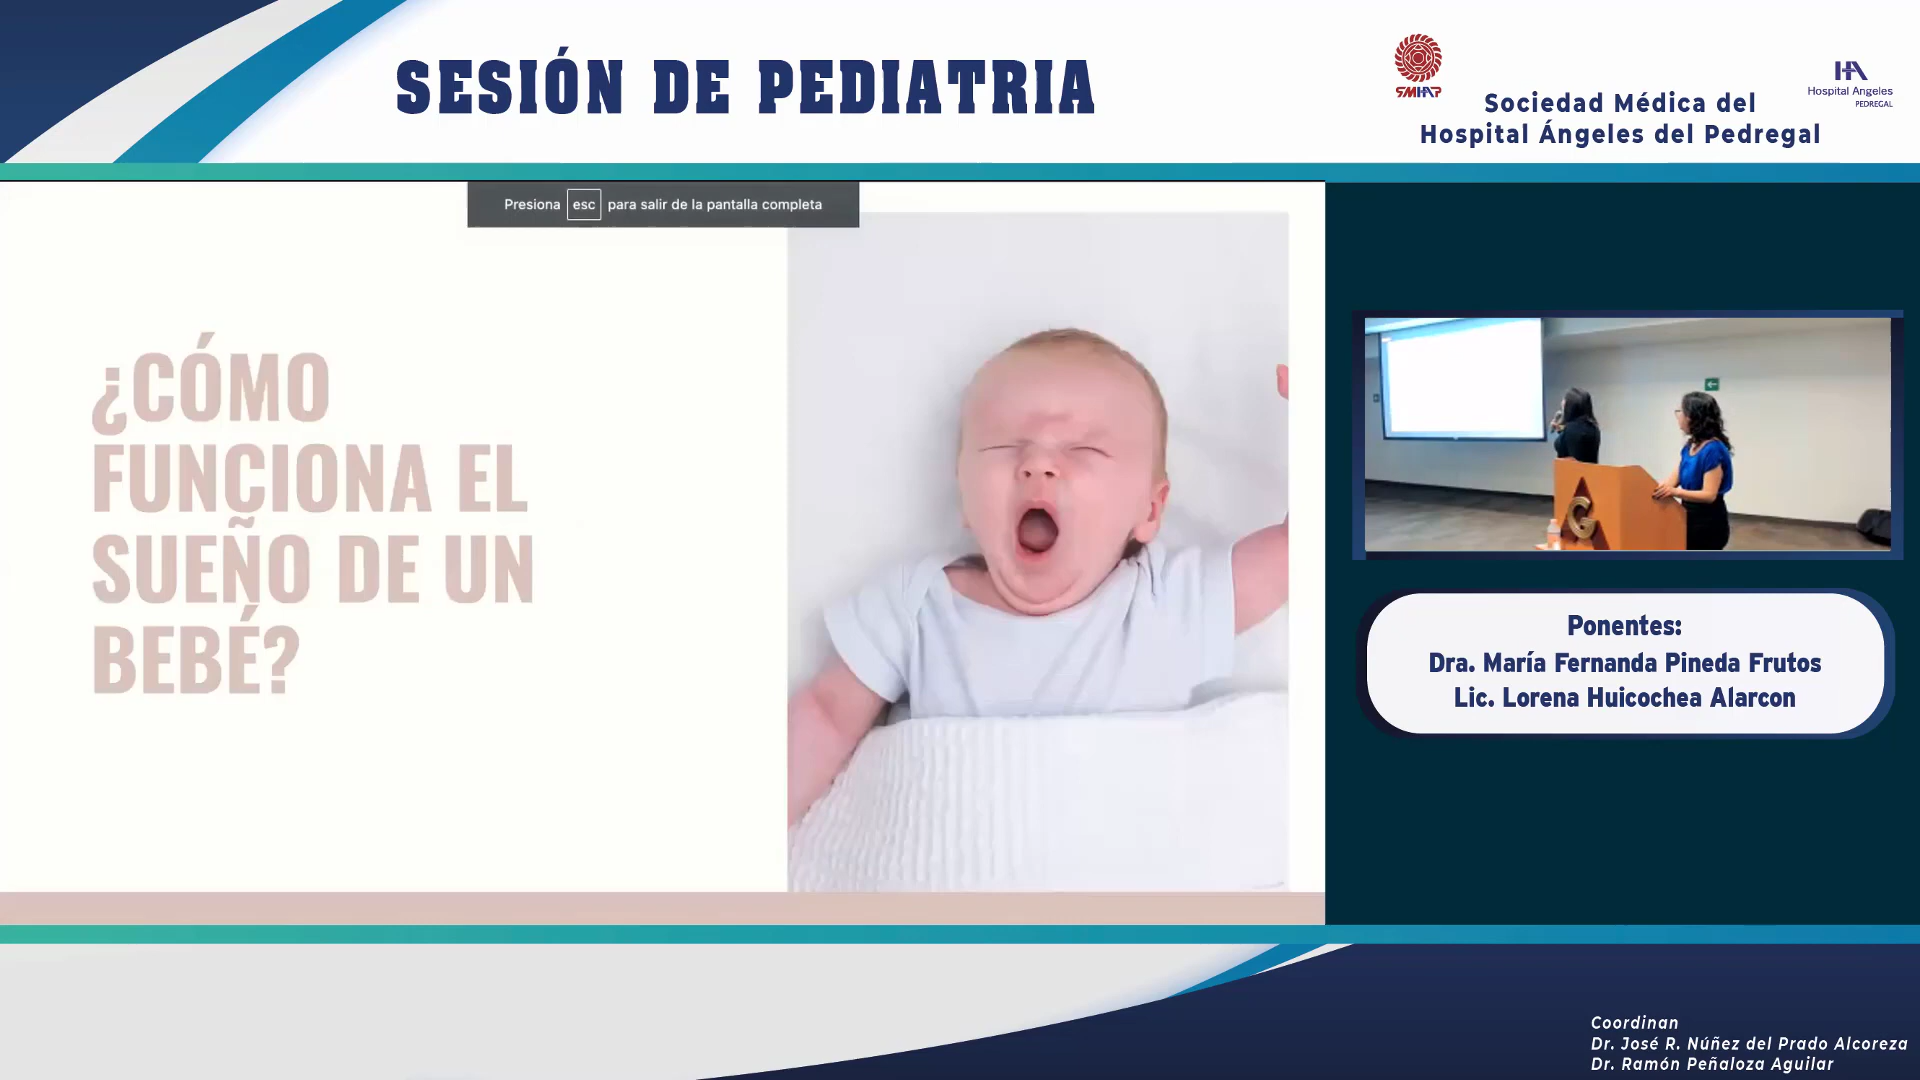 SESIÓN DE PEDIATRIA
SMHAP
Sociedad Médica del
Hospital Ángeles del Pedregal
HA
Hospital Angeles
PEDREGAL
Presiona esc para salir de la pantalla completa
¿CÓMO
FUNCIONA EL
SUEÑO DE UN
BEBÉ?
Ponentes:
Dra. María Fernanda Pineda Frutos
Lic. Lorena Huicochea Alarcon
Coordinan
Dr. José R. Núñez del Prado Alcoreza
Dr. Ramón Peñaloza Aguilar